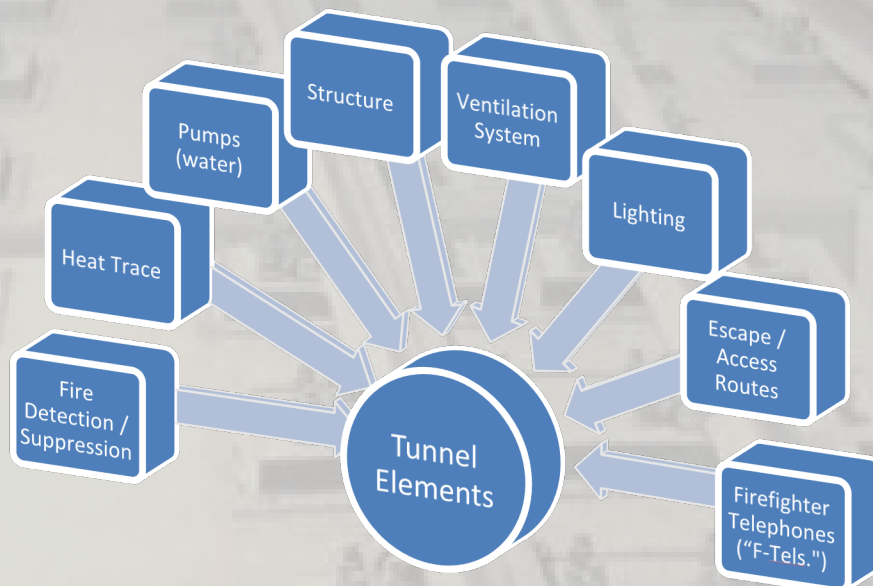 Structure
Ventilation
System
Pumps
(water)
Lighting
Heat Trace
Escape /
Access
Routes
Fire
Detection /
Suppression
Tunnel
Elements
Firefighter
Telephones
(“F-Tels.")